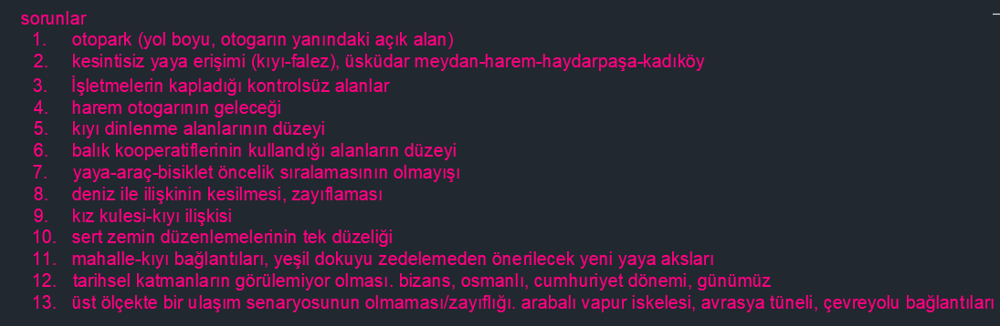 sorunlar
1. otopark (yol boyu, otogarın yanındaki açık alan)
2. kesintisiz yaya erişimi (kıyı-falez), üsküdar meydan-harem-haydarpaşa-kadıköy
3. İşletmelerin kapladığı kontrolsüz alanlar
4. harem otogarının geleceği
5. kıyı dinlenme alanlarının düzeyi
6. balık kooperatiflerinin kullandığı alanların düzeyi
7. yaya-araç-bisiklet öncelik sıralamasının olmayışı
8. deniz ile ilişkinin kesilmesi, zayıflaması
9. kız kulesi-kıyı ilişkisi
10. sert zemin düzenlemelerinin tek düzeliği
11. mahalle-kıyı bağlantıları, yeşil dokuyu zedelemeden önerilecek yeni yaya aksları
12. tarihsel katmanların görülemiyor olması. bizans, osmanlı, cumhuriyet dönemi, günümüz
13. üst ölçekte bir ulaşım senaryosunun olmaması/zayıflığı. arabalı vapur iskelesi, avrasya tüneli, çevreyolu bağlantıları